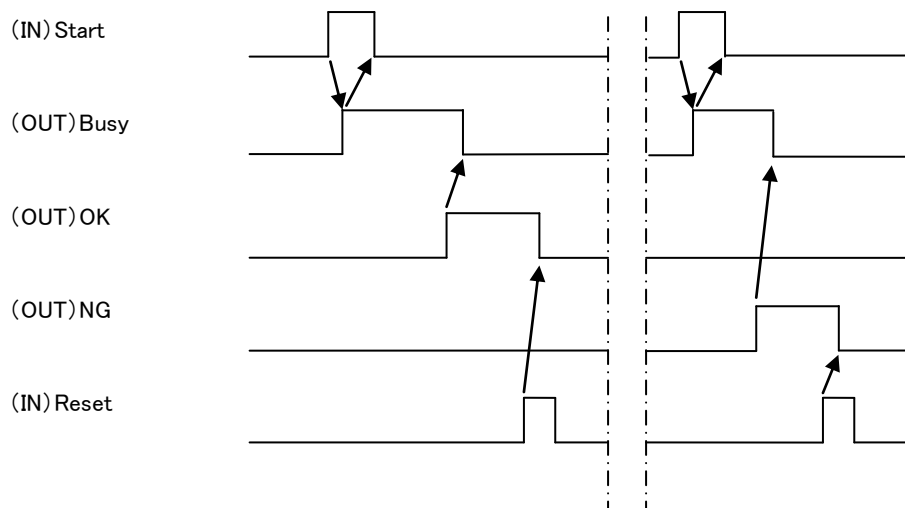 (IN)Start
(OUT)Busy
(OUT)OK
(OUT)NG
(IN)Reset